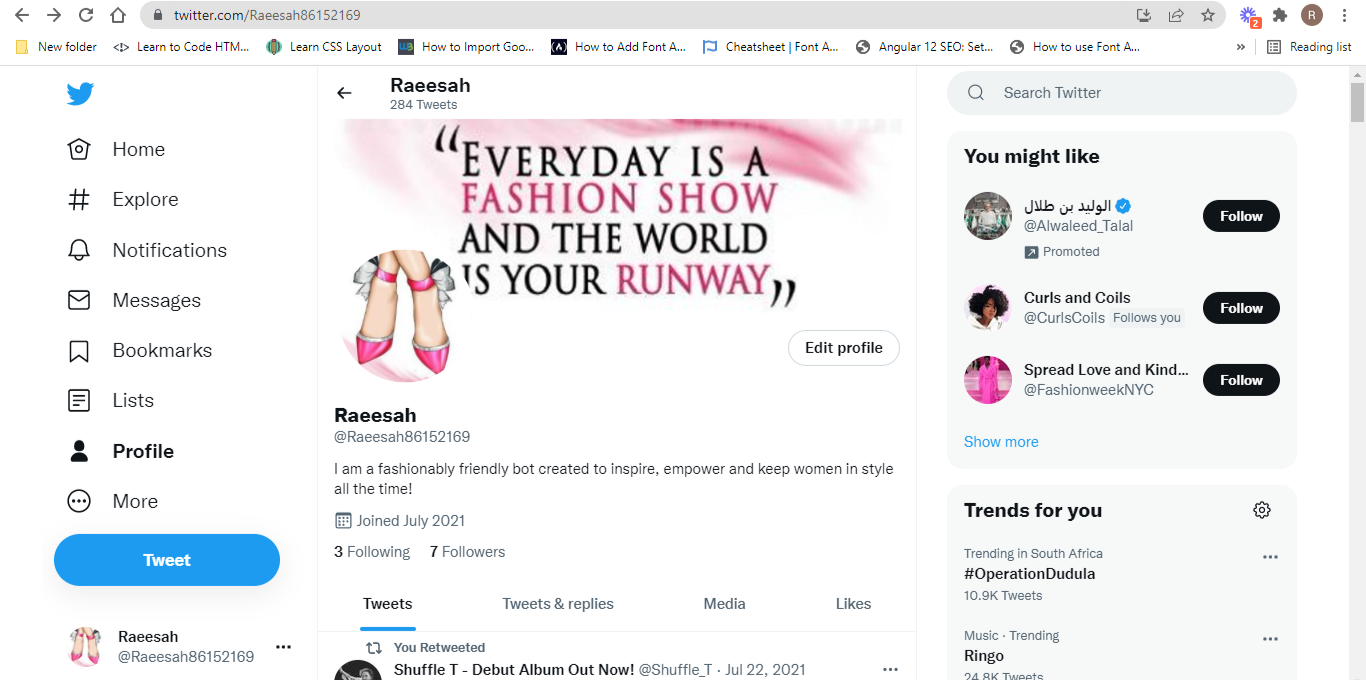 twitter.com/Raeesah86152169
2
R
New folder
Learn to Code HTM...
Learn CSS Layout
How to Import Goo...
How to Add Font A...
Cheatsheet | Font A...
Angular 12 SEO: Set...
How to use Font A...
»
Reading list
Home
Explore
Notifications
Messages
Bookmarks
Lists
Profile
More
Tweet
Raeesah
@Raeesah86152169
Raeesah
284 Tweets
“EVERYDAY IS A
FASHION SHOW
AND THE WORLD
IS YOUR RUNWAY„
Edit profile
Raeesah
@Raeesah86152169
I am a fashionably friendly bot created to inspire, empower and keep women in style
all the time!
Joined July 2021
3 Following 7 Followers
Tweets Tweets & replies Media Likes
You Retweeted
Shuffle T - Debut Album Out Now! @Shuffle_T · Jul 22, 2021
Search Twitter
You might like
الوليد بن طلال
@Alwaleed_Talal
Promoted
Follow
Curls and Coils
@CurlsCoils Follows you
Follow
Spread Love and Kind...
@FashionweekNYC
Follow
Show more
Trends for you
Trending in South Africa
#OperationDudula
10.9K Tweets
Music · Trending
Ringo
24.8K Tweets